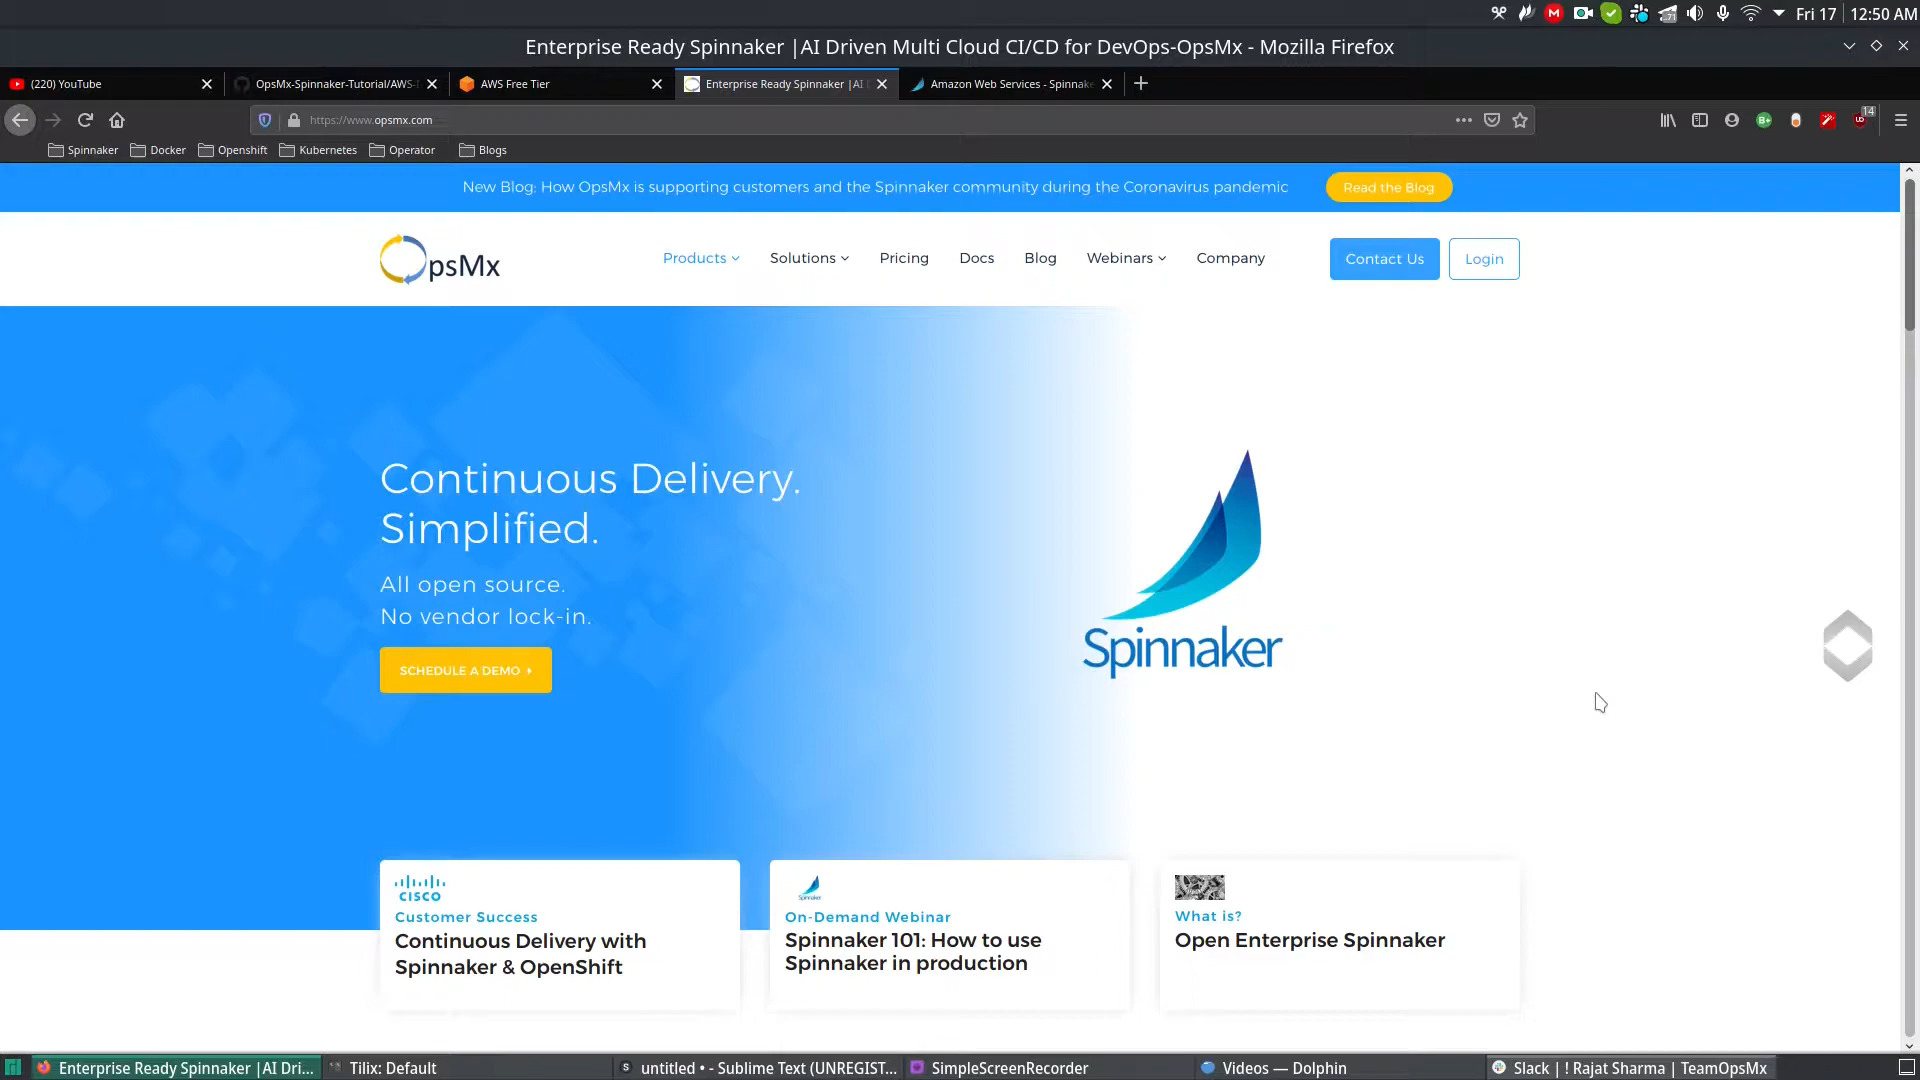 71
Fri 17
12:50 AM
Enterprise Ready Spinnaker |AI Driven Multi Cloud CI/CD for DevOps-OpsMx - Mozilla Firefox
(220) YouTube
OpsMx-Spinnaker-Tutorial/AWS-
AWS Free Tier
Enterprise Ready Spinnaker |AI
Amazon Web Services - Spinnake
https://www.opsmx.com
14
Spinnaker
Docker
Openshift
Kubernetes
Operator
Blogs
New Blog: How OpsMx is supporting customers and the Spinnaker community during the Coronavirus pandemic
Read the Blog
OpsMx
Products
Solutions
Pricing
Docs
Blog
Webinars
Company
Contact Us
Login
Continuous Delivery.
Simplified.
All open source.
No vendor lock-in.
SCHEDULE A DEMO
Spinnaker
CISCO
Customer Success
Continuous Delivery with
Spinnaker & OpenShift
Spinnaker
On-Demand Webinar
Spinnaker 101: How to use
Spinnaker in production
What is?
Open Enterprise Spinnaker
Enterprise Ready Spinnaker |AI Dri...
Tilix: Default
untitled • - Sublime Text (UNREGIST...
SimpleScreenRecorder
Videos — Dolphin
Slack | ! Rajat Sharma | TeamOpsMx